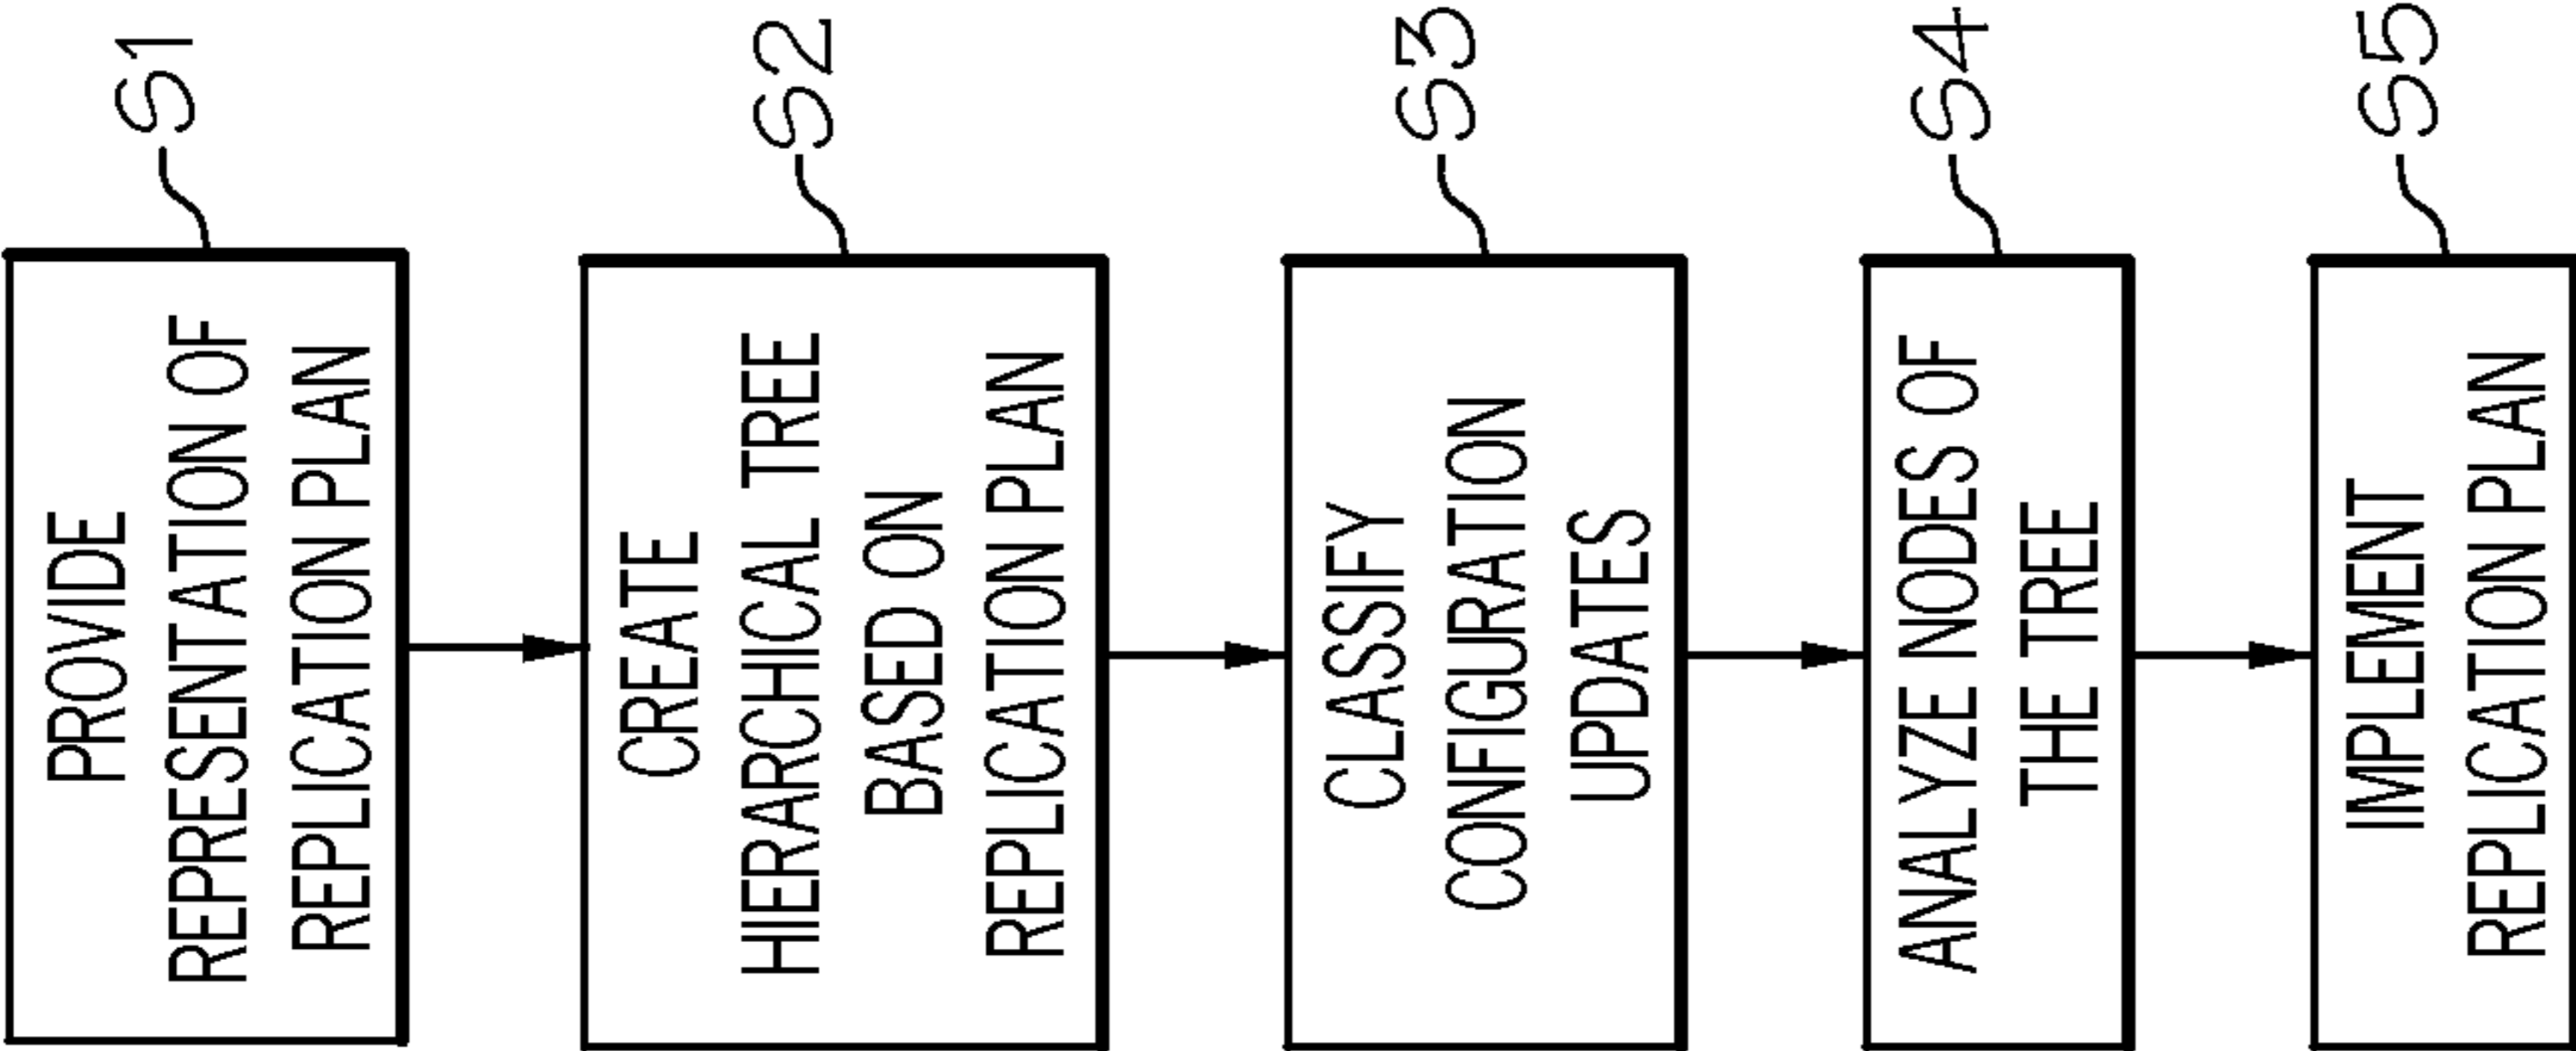 PROVIDE
REPRESENTATION OF
REPLICATION PLAN
S1
CREATE
HIERARCHICAL TREE
BASED ON
REPLICATION PLAN
S2
CLASSIFY
CONFIGURATION
UPDATES
S3
ANALYZE NODES OF
THE TREE
S4
IMPLEMENT
REPLICATION PLAN
S5